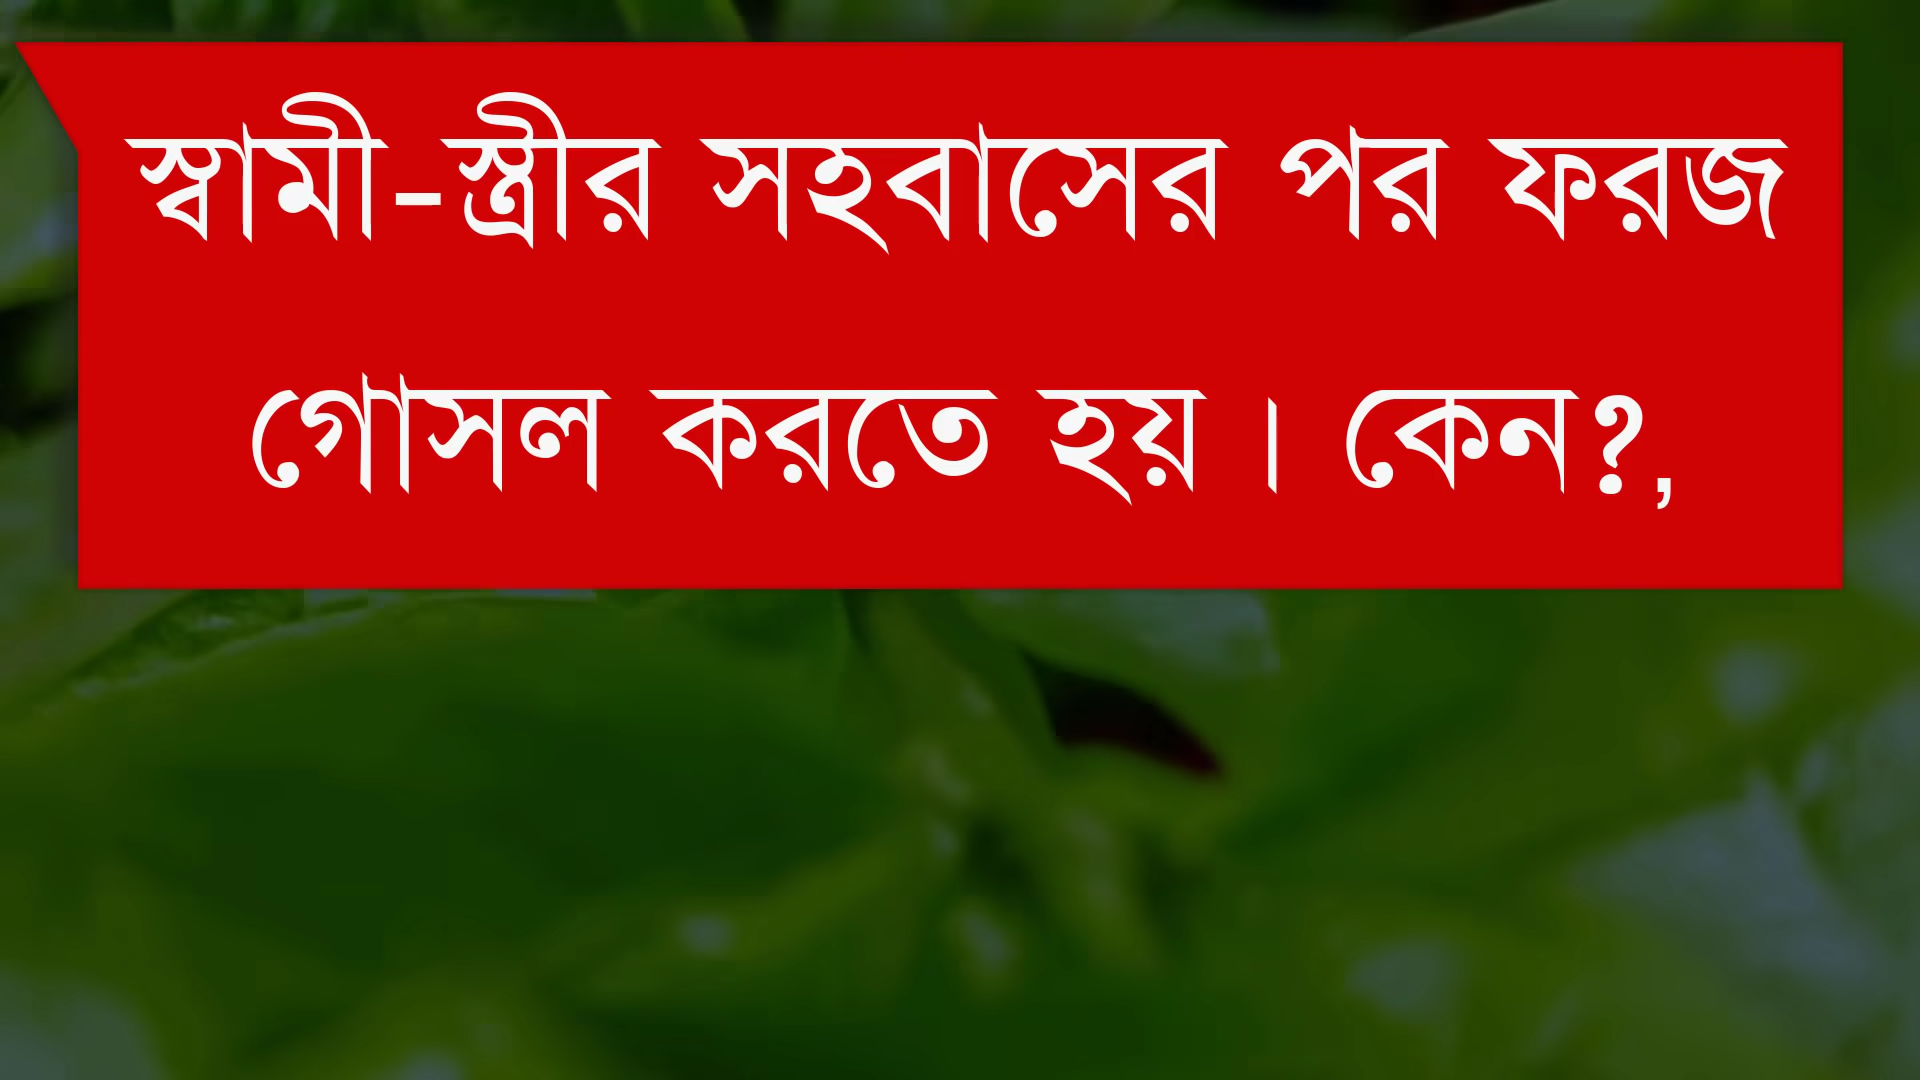 স্বামী-স্ত্রীর সহবাসের পর ফরজ
গোসল করতে হয়। কেন?,